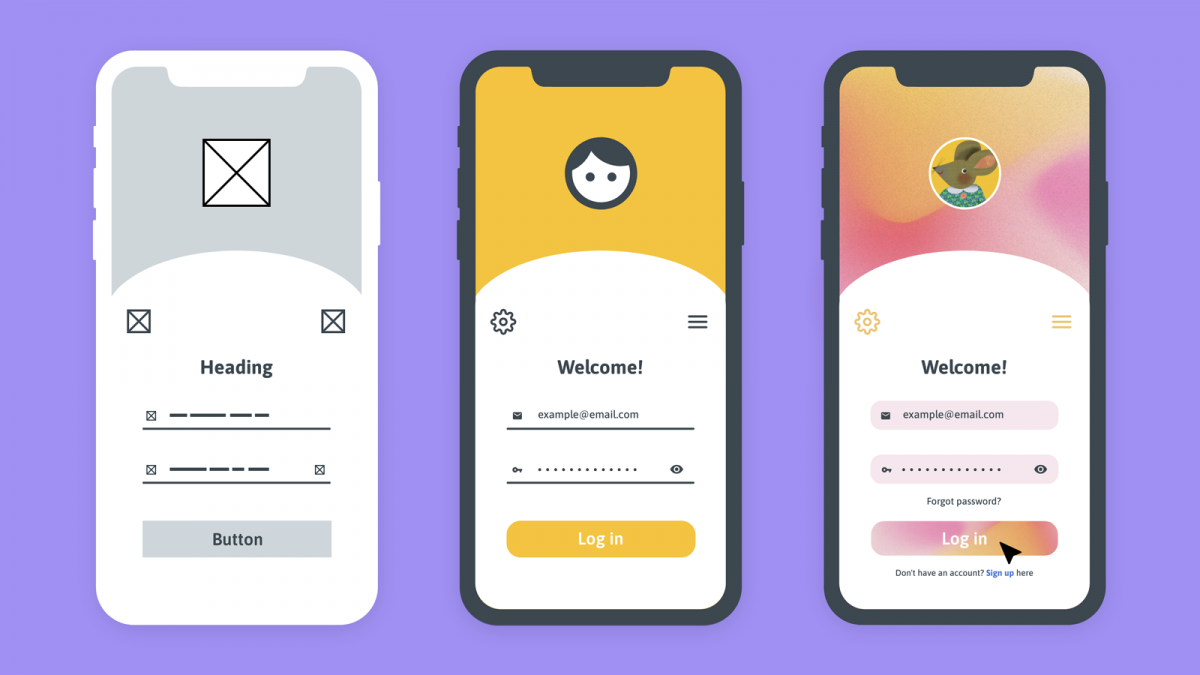 Heading
Button
Welcome!
example@email.com
Log in
Welcome!
example@email.com
Forgot password?
Log in
Don't have an account? Sign up here